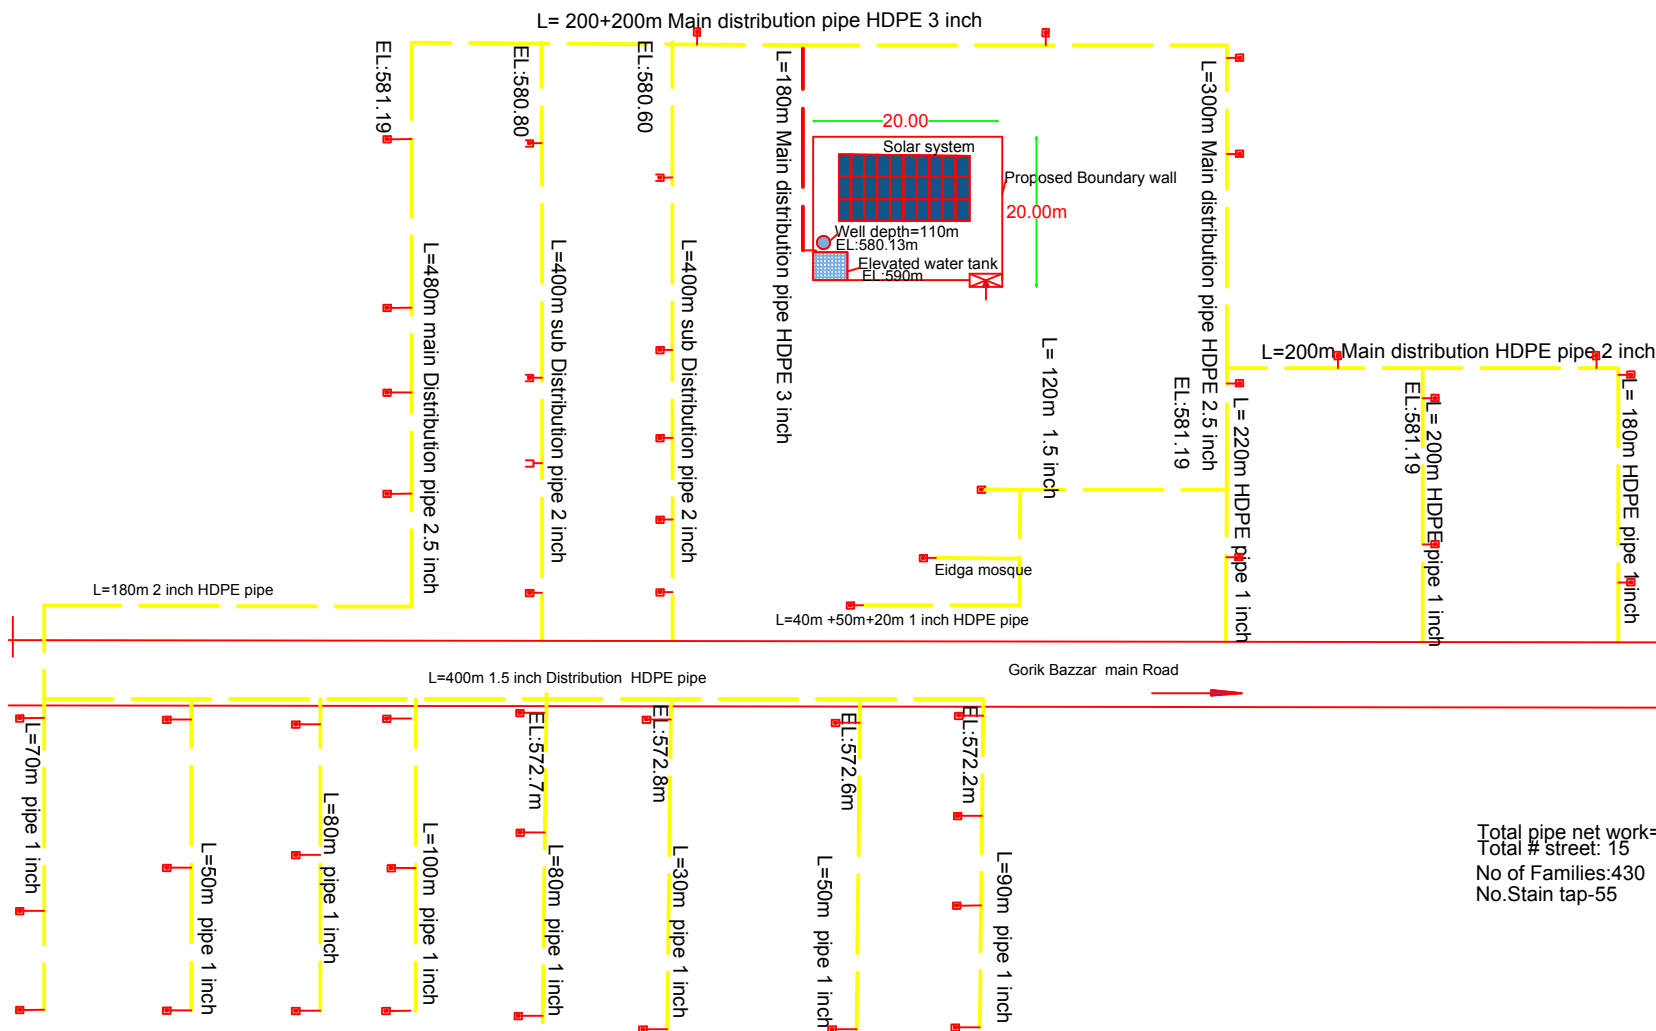 L= 200+200m Main distribution pipe HDPE 3 inch
EL:581.19
EL:580.80
EL:580.60
L=180m Main distribution pipe HDPE 3 inch
20.00
Solar system
Proposed Boundary wall
20.00m
Well depth=110m
EL:580.13m
Elevated water tank
EL:590m
L=300m Main distribution pipe HDPE 2.5 inch
L=480m main Distribution pipe 2.5 inch
L=400m sub Distribution pipe 2 inch
L=400m sub Distribution pipe 2 inch
L= 120m 1.5 inch
EL:581.19
L=200m Main distribution HDPE pipe 2 inch
L= 220m HDPE pipe 1 inch
EL:581.19
L= 200m HDPE pipe 1 inch
L= 180m HDPE pipe 1 inch
Eidga mosque
L=180m 2 inch HDPE pipe
L=40m +50m+20m 1 inch HDPE pipe
L=400m 1.5 inch Distribution HDPE pipe
Gorik Bazzar main Road
L=70m pipe 1 inch
L=50m pipe 1 inch
L=80m pipe 1 inch
L=100m pipe 1 inch
EL:572.7m
L=80m pipe 1 inch
EL:572.8m
L=30m pipe 1 inch
EL:572.6m
L=50m pipe 1 inch
EL:572.2m
L=90m pipe 1 inch
Total pipe net work=
Total # street: 15
No of Families:430
No.Stain tap-55